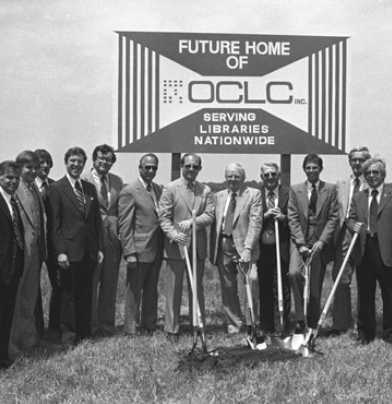 FUTURE HOME
OF
OCLC INC.
SERVING
LIBRARIES
NATIONWIDE